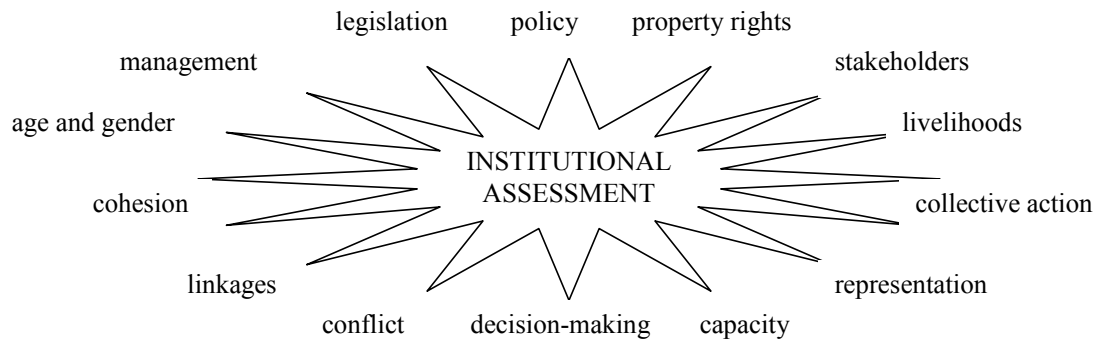 legislation policy property rights
management stakeholders
age and gender livelihoods
INSTITUTIONAL
ASSESSMENT
cohesion collective action
linkages representation
conflict decision-making capacity